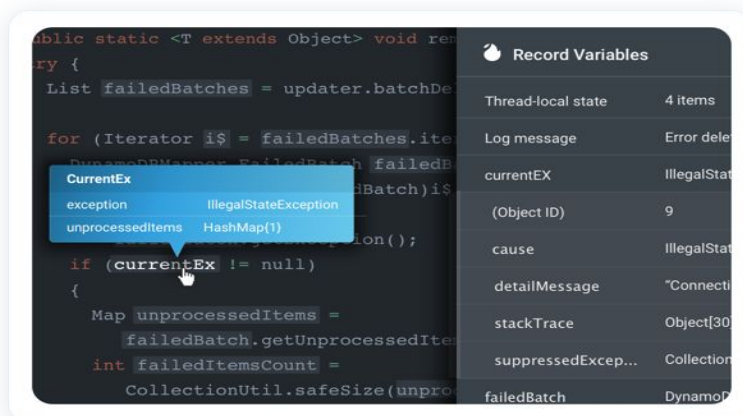 public static <T extends Object> void rem
ry {
List failedBatches = updater.batchDe
for (Iterator i$ = failedBatches.ite
DynamoDBMapper.FailedBatch failedB
dBatch)i$
ion();
CurrentEx
exception IllegalStateException
unprocessedItems HashMap{1}
if (currentEx != null)
{
Map unprocessedItems =
failedBatch.getUnprocessedIte
int failedItemsCount =
CollectionUtil.safeSize(unpro
Record Variables
Thread-local state 4 items
Log message Error dele
currentEX IllegalStat
(Object ID) 9
cause IllegalStat
detailMessage "Connecti
stackTrace Object[30
suppressedExcep... Collection
failedBatch DynamoD